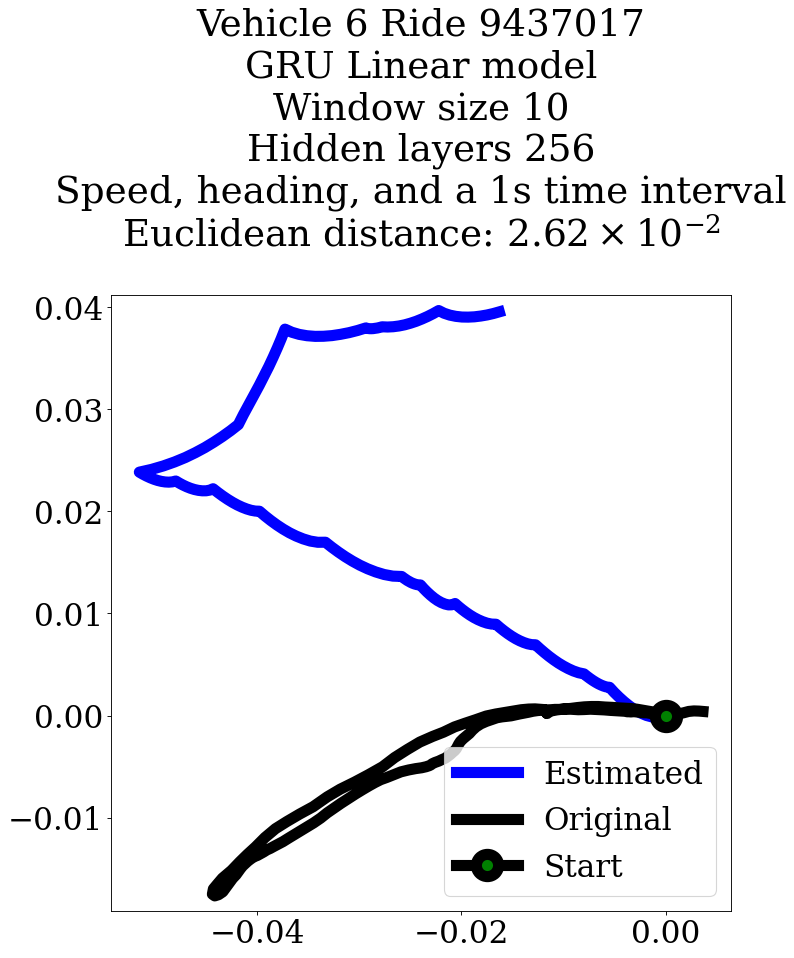 Vehicle 6 Ride 9437017
GRU Linear model
Window size 10
Hidden layers 256
Speed, heading, and a 1s time interval
Euclidean distance: 2.62 × 10⁻²
0.04
0.03
0.02
0.01
0.00
−0.01
Estimated
Original
Start
−0.04
−0.02
0.00